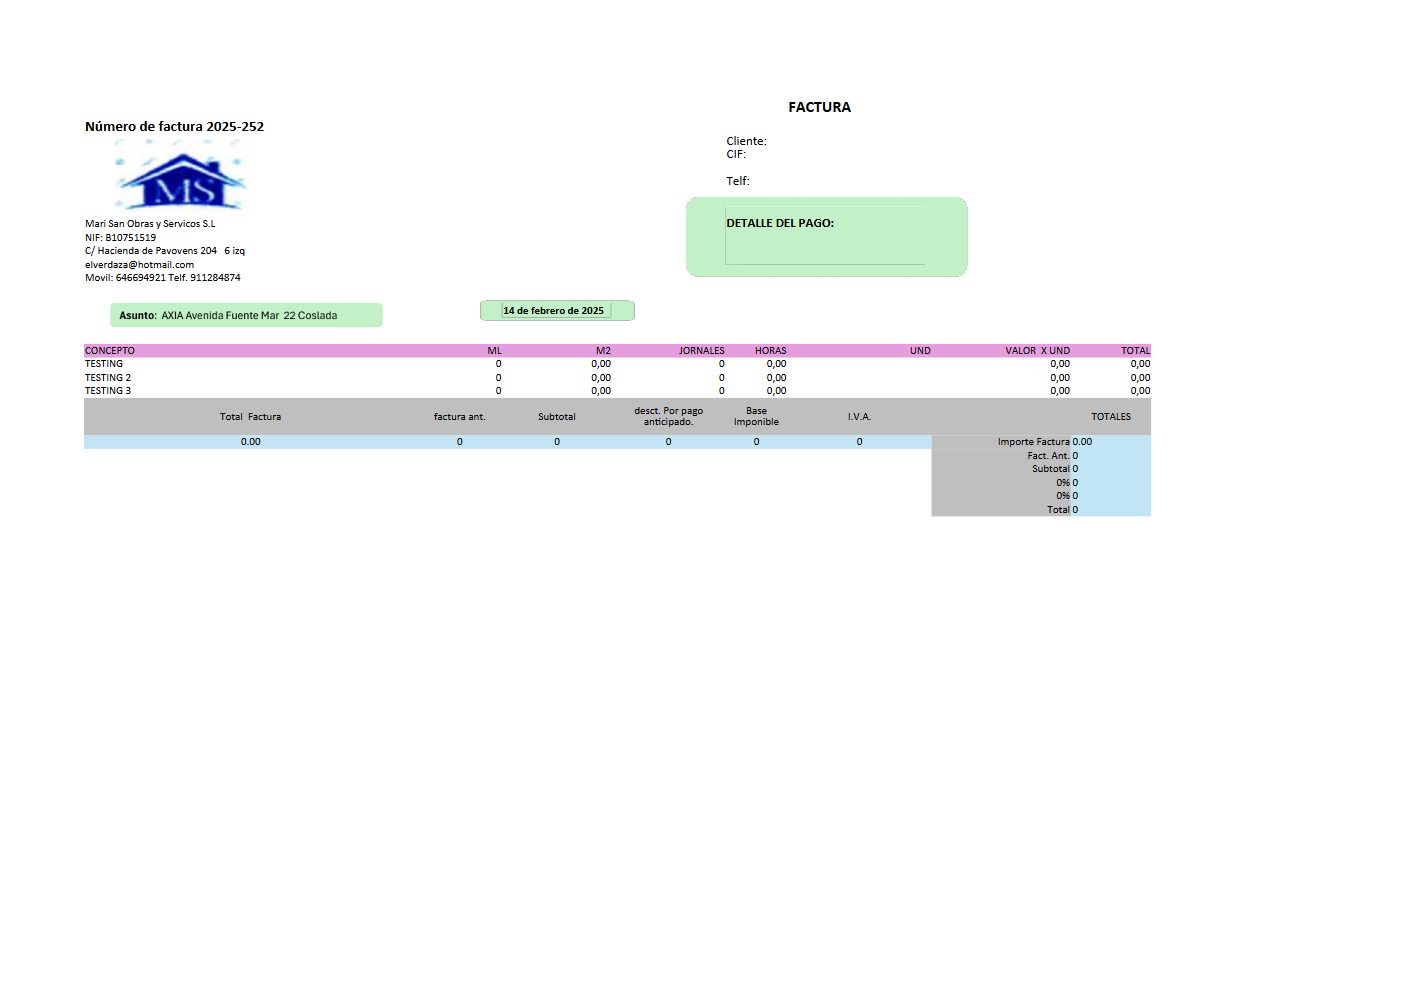 FACTURA
Número de factura 2025-252
Cliente:
CIF:
Telf:
MS
Mari San Obras y Servicos S.L
NIF: B10751519
C/ Hacienda de Pavovens 204 6 izq
elverdaza@hotmail.com
Movil: 646694921 Telf. 911284874
DETALLE DEL PAGO:
Asunto: AXIA Avenida Fuente Mar 22 Coslada
14 de febrero de 2025
CONCEPTO ML M2 JORNALES HORAS UND VALOR X UND TOTAL
TESTING 0 0,00 0 0,00 0,00 0,00
TESTING 2 0 0,00 0 0,00 0,00 0,00
TESTING 3 0 0,00 0 0,00 0,00 0,00
Total Factura factura ant. Subtotal desct. Por pago anticipado. Base Imponible I.V.A. TOTALES
0.00 0 0 0 0 0 Importe Factura 0.00
Fact. Ant. 0
Subtotal 0
0% 0
0% 0
Total 0